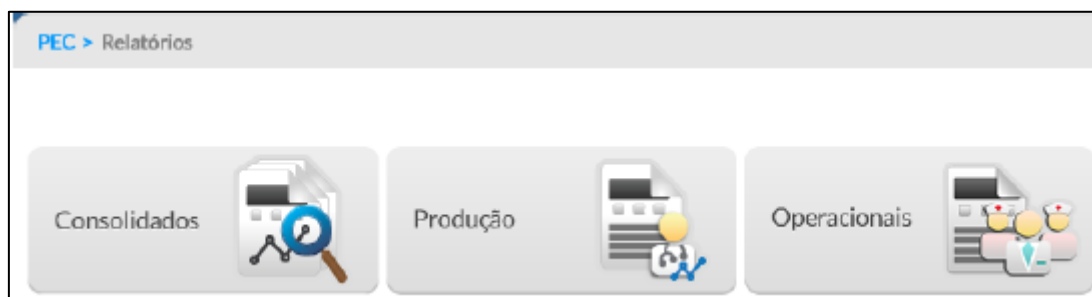 PEC > Relatórios
Consolidados
Produção
Operacionais